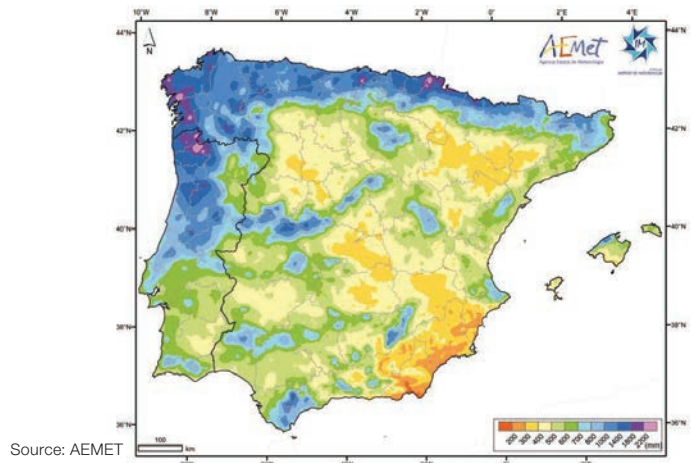 10°W 8°W 6°W 4°W 2°W 0° 2°E 4°E
44°N
44°N
N
AEmet
Agencia Estatal de Meteorología
IM
42°N
42°N
40°N
40°N
38°N
38°N
36°N
36°N
100
km
200 300 400 500 600 700 800 1000 1400 1600 1800 2200 (mm)
Source: AEMET